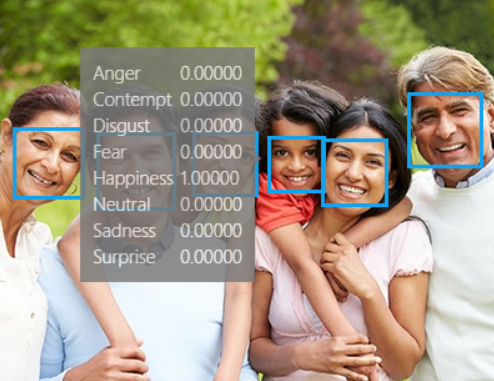 Anger 0.00000
Contempt 0.00000
Disgust 0.00000
Fear 0.00000
Happiness 1.00000
Neutral 0.00000
Sadness 0.00000
Surprise 0.00000